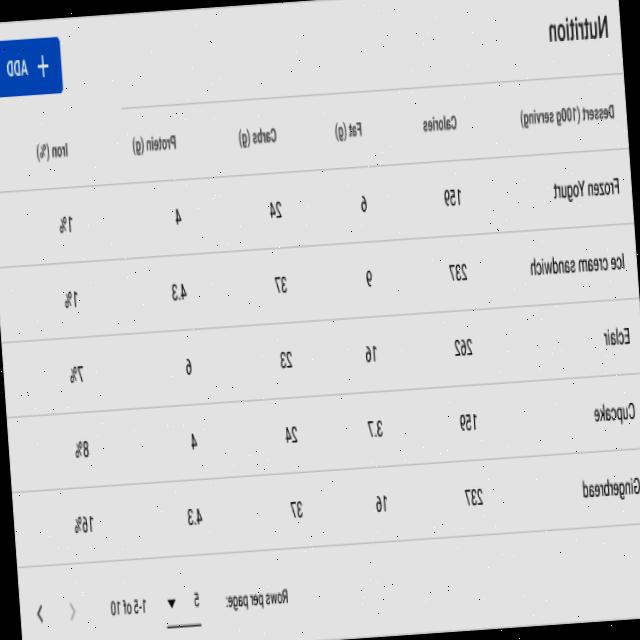 Nutrition
+ ADD
Dessert (100g serving) Calories Fat (g) Carbs (g) Protein (g) Iron (%)
Frozen Yogurt 159 6 24 4 1%
Ice cream sandwich 237 9 37 4.3 1%
Eclair 262 16 23 6 7%
Cupcake 159 3.7 24 4 8%
Gingerbread 237 16 37 4.3 16%
Rows per page: 5 1-5 of 10